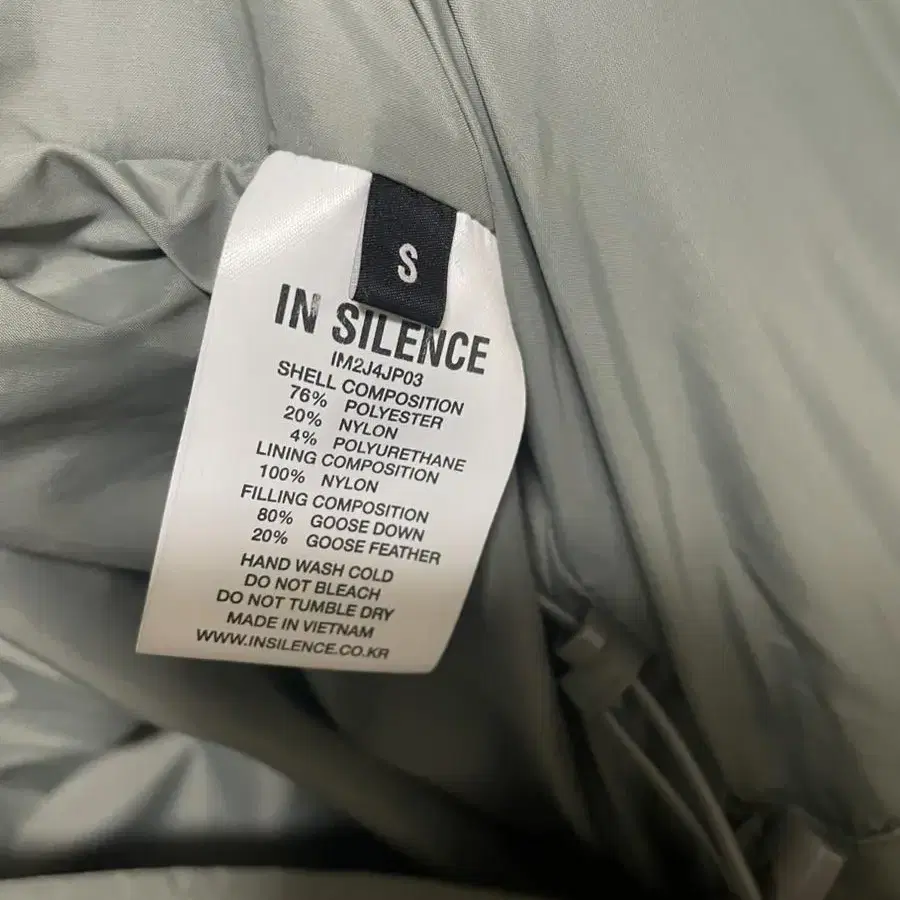 S
IN SILENCE
IM2J4JP03
SHELL COMPOSITION
76% POLYESTER
20% NYLON
4% POLYURETHANE
LINING COMPOSITION
100% NYLON
FILLING COMPOSITION
80% GOOSE DOWN
20% GOOSE FEATHER
HAND WASH COLD
DO NOT BLEACH
DO NOT TUMBLE DRY
MADE IN VIETNAM
WWW.INSILENCE.CO.KR